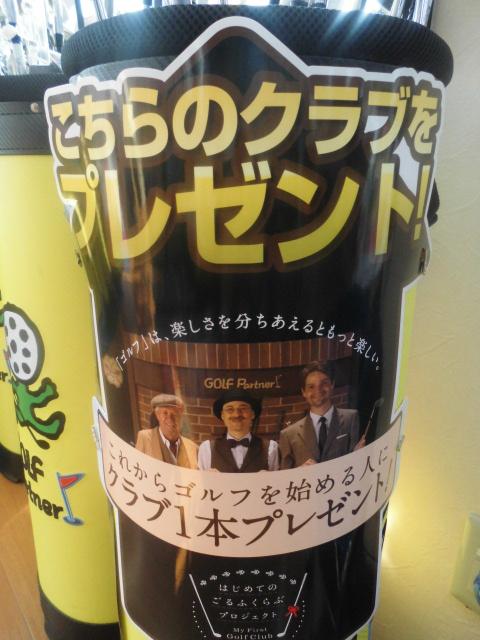 こちらのクラブを
プレゼント!
「ゴルフ」は、楽しさを分ちあえるともっと楽しい。
GOLF Partner
これからゴルフを始める人に
クラブ1本プレゼント!
はじめての
ごるふくらぶ
プロジェクト
My First
Golf Club